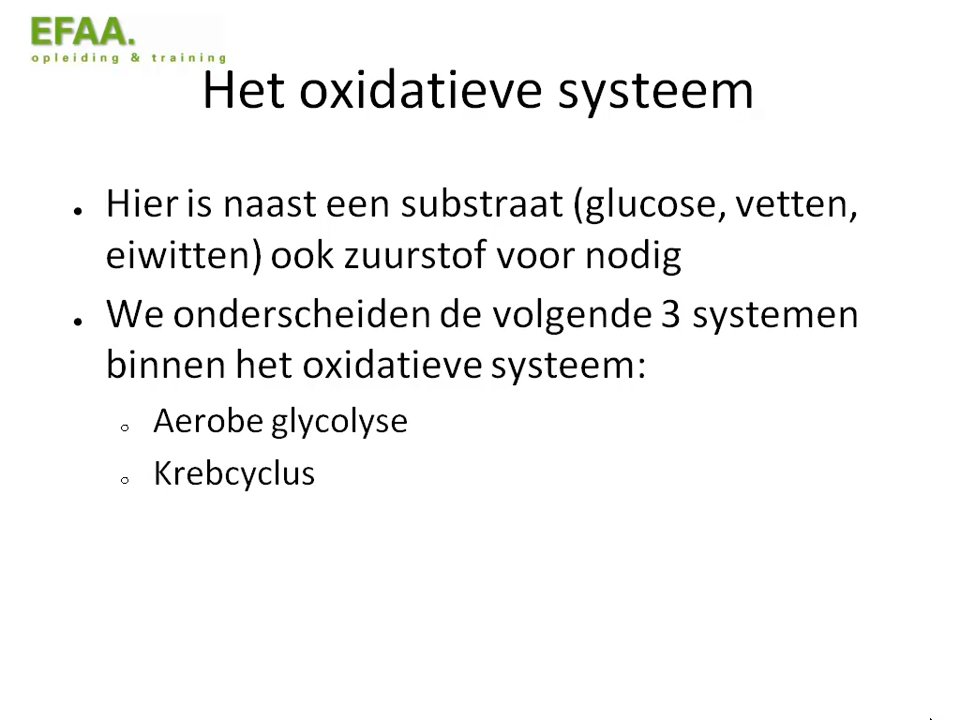 EFAA.
opleiding & training
Het oxidatieve systeem
• Hier is naast een substraat (glucose, vetten,
eiwitten) ook zuurstof voor nodig
• We onderscheiden de volgende 3 systemen
binnen het oxidatieve systeem:
○ Aerobe glycolyse
○ Krebcyclus